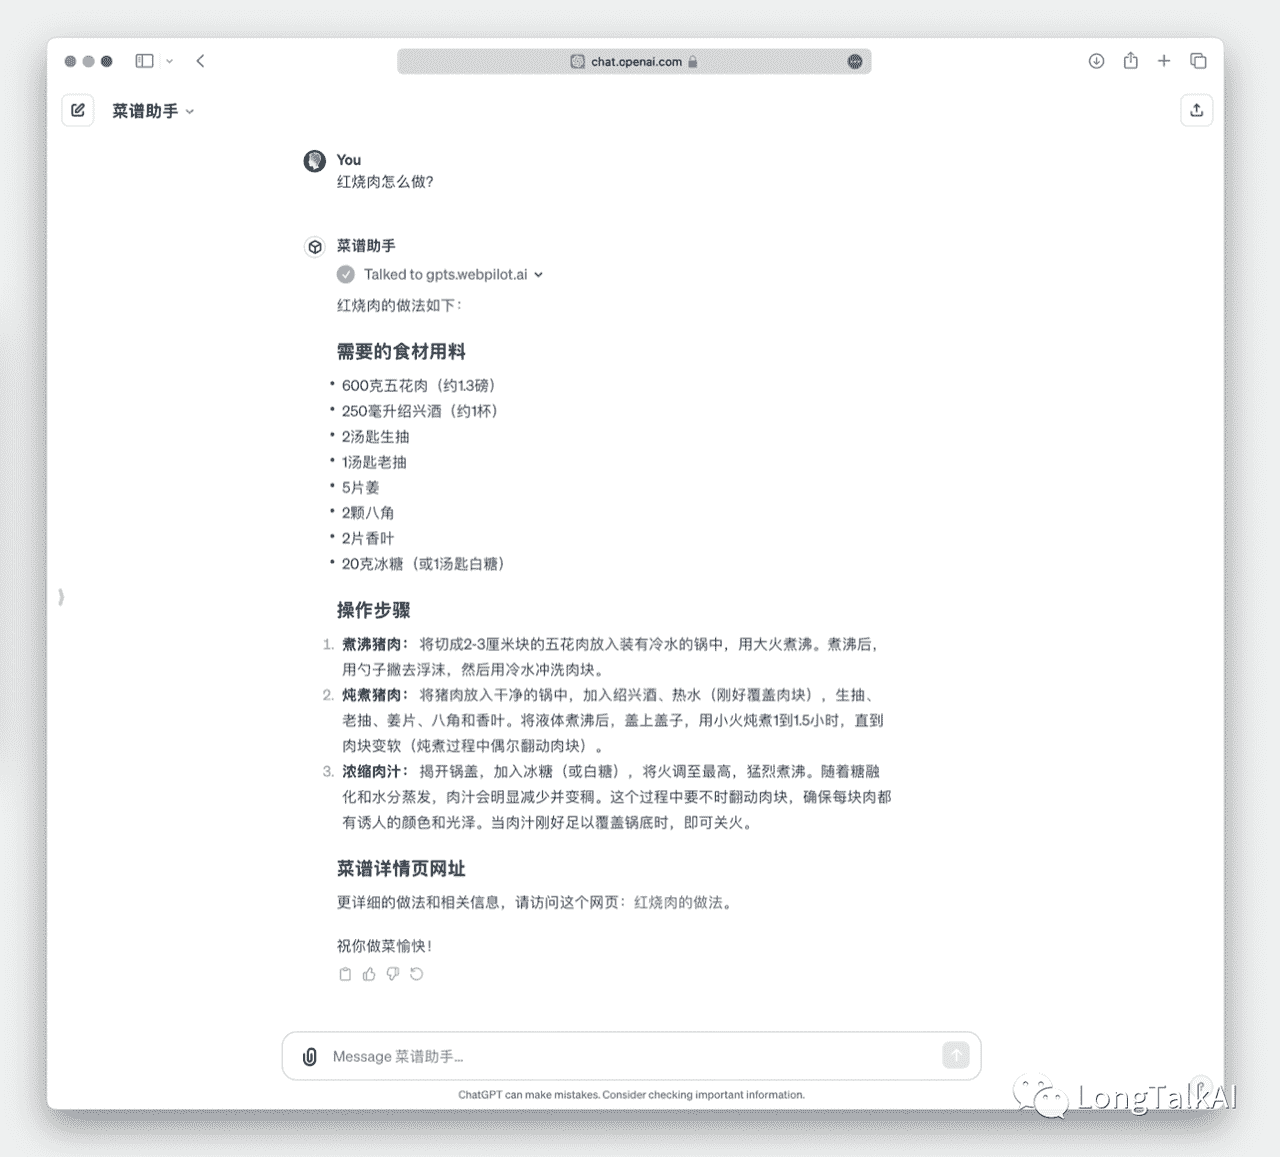 chat.openai.com
菜谱助手
You
红烧肉怎么做?
菜谱助手
Talked to gpts.webpilot.ai
红烧肉的做法如下：
需要的食材用料
• 600克五花肉（约1.3磅）
• 250毫升绍兴酒（约1杯）
• 2汤匙生抽
• 1汤匙老抽
• 5片姜
• 2颗八角
• 2片香叶
• 20克冰糖（或1汤匙白糖）
操作步骤
1. 煮沸猪肉： 将切成2-3厘米块的五花肉放入装有冷水的锅中，用大火煮沸。煮沸后，
用勺子撇去浮沫，然后用冷水冲洗肉块。
2. 炖煮猪肉： 将猪肉放入干净的锅中，加入绍兴酒、热水（刚好覆盖肉块），生抽、
老抽、姜片、八角和香叶。将液体煮沸后，盖上盖子，用小火炖煮1到1.5小时，直到
肉块变软（炖煮过程中偶尔翻动肉块）。
3. 浓缩肉汁： 揭开锅盖，加入冰糖（或白糖），将火调至最高，猛烈煮沸。随着糖融
化和水分蒸发，肉汁会明显减少并变稠。这个过程中要不时翻动肉块，确保每块肉都
有诱人的颜色和光泽。当肉汁刚好足以覆盖锅底时，即可关火。
菜谱详情页网址
更详细的做法和相关信息，请访问这个网页：红烧肉的做法。
祝你做菜愉快！
Message 菜谱助手...
ChatGPT can make mistakes. Consider checking important information.
LongTalkAI